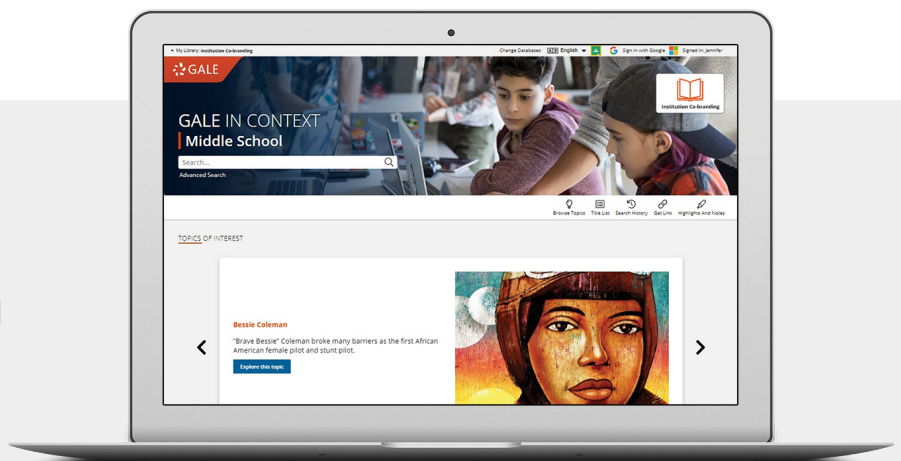 My Library: Institution Co-branding
Change Databases
English
Sign in with Google
Signed in: Jennifer
GALE
Institution Co-branding
GALE IN CONTEXT
Middle School
Search...
Advanced Search
Browse Topics
Title List
Search History
Get Link
Highlights And Notes
TOPICS OF INTEREST
Bessie Coleman
"Brave Bessie" Coleman broke many barriers as the first African
American female pilot and stunt pilot.
Explore this topic